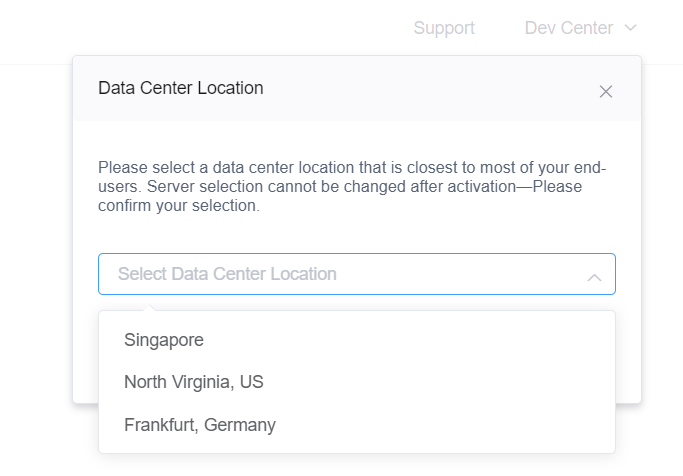 Support
Dev Center
Data Center Location
Please select a data center location that is closest to most of your end-
users. Server selection cannot be changed after activation—Please
confirm your selection.
Select Data Center Location
Singapore
North Virginia, US
Frankfurt, Germany